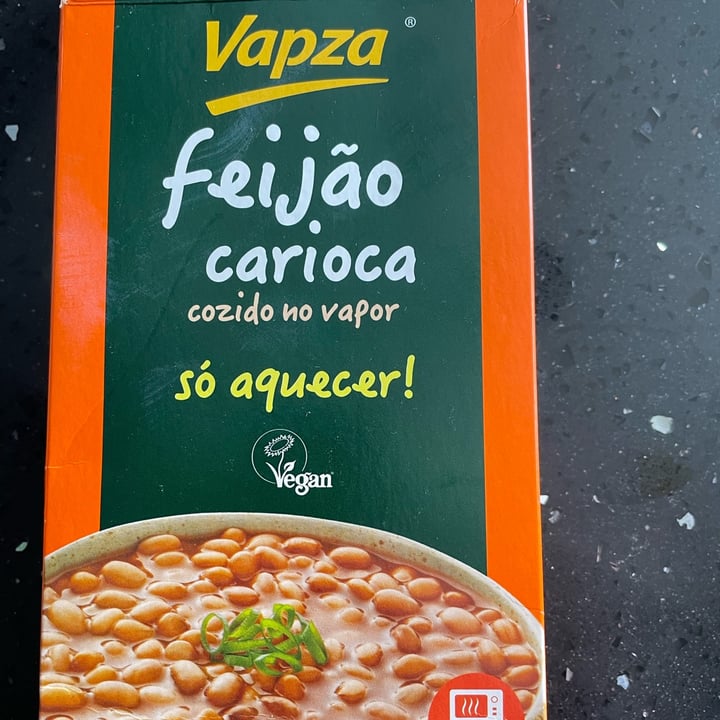 Vapza®
feijão
carioca
cozido no vapor
só aquecer!
Vegan